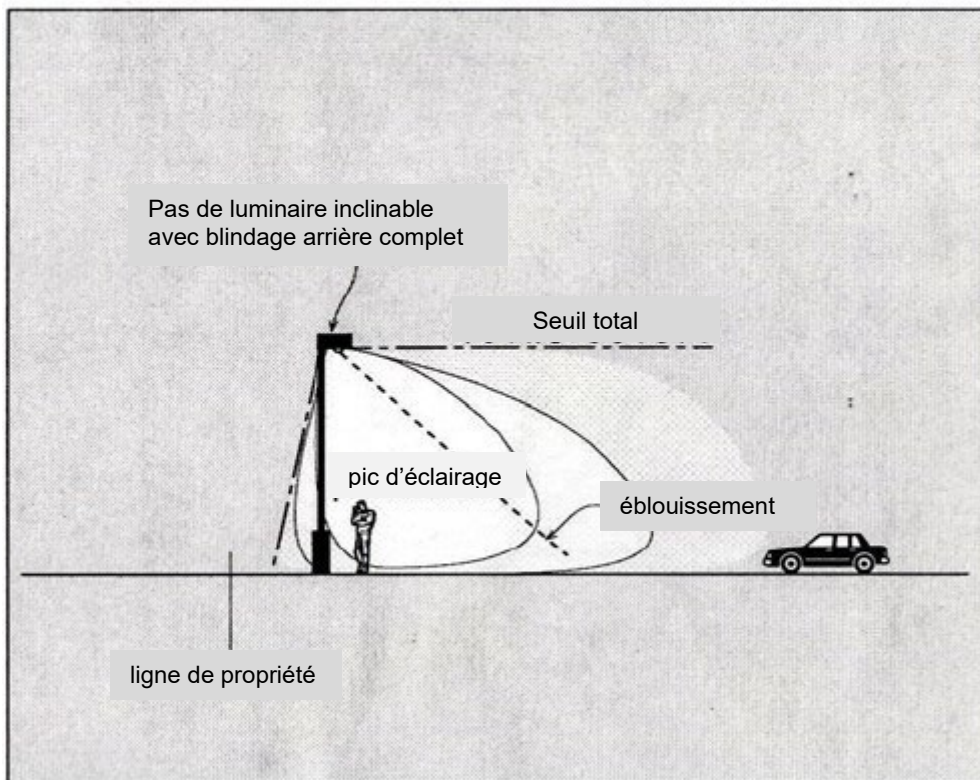 Pas de luminaire inclinable
avec blindage arrière complet
Seuil total
pic d’éclairage
éblouissement
ligne de propriété